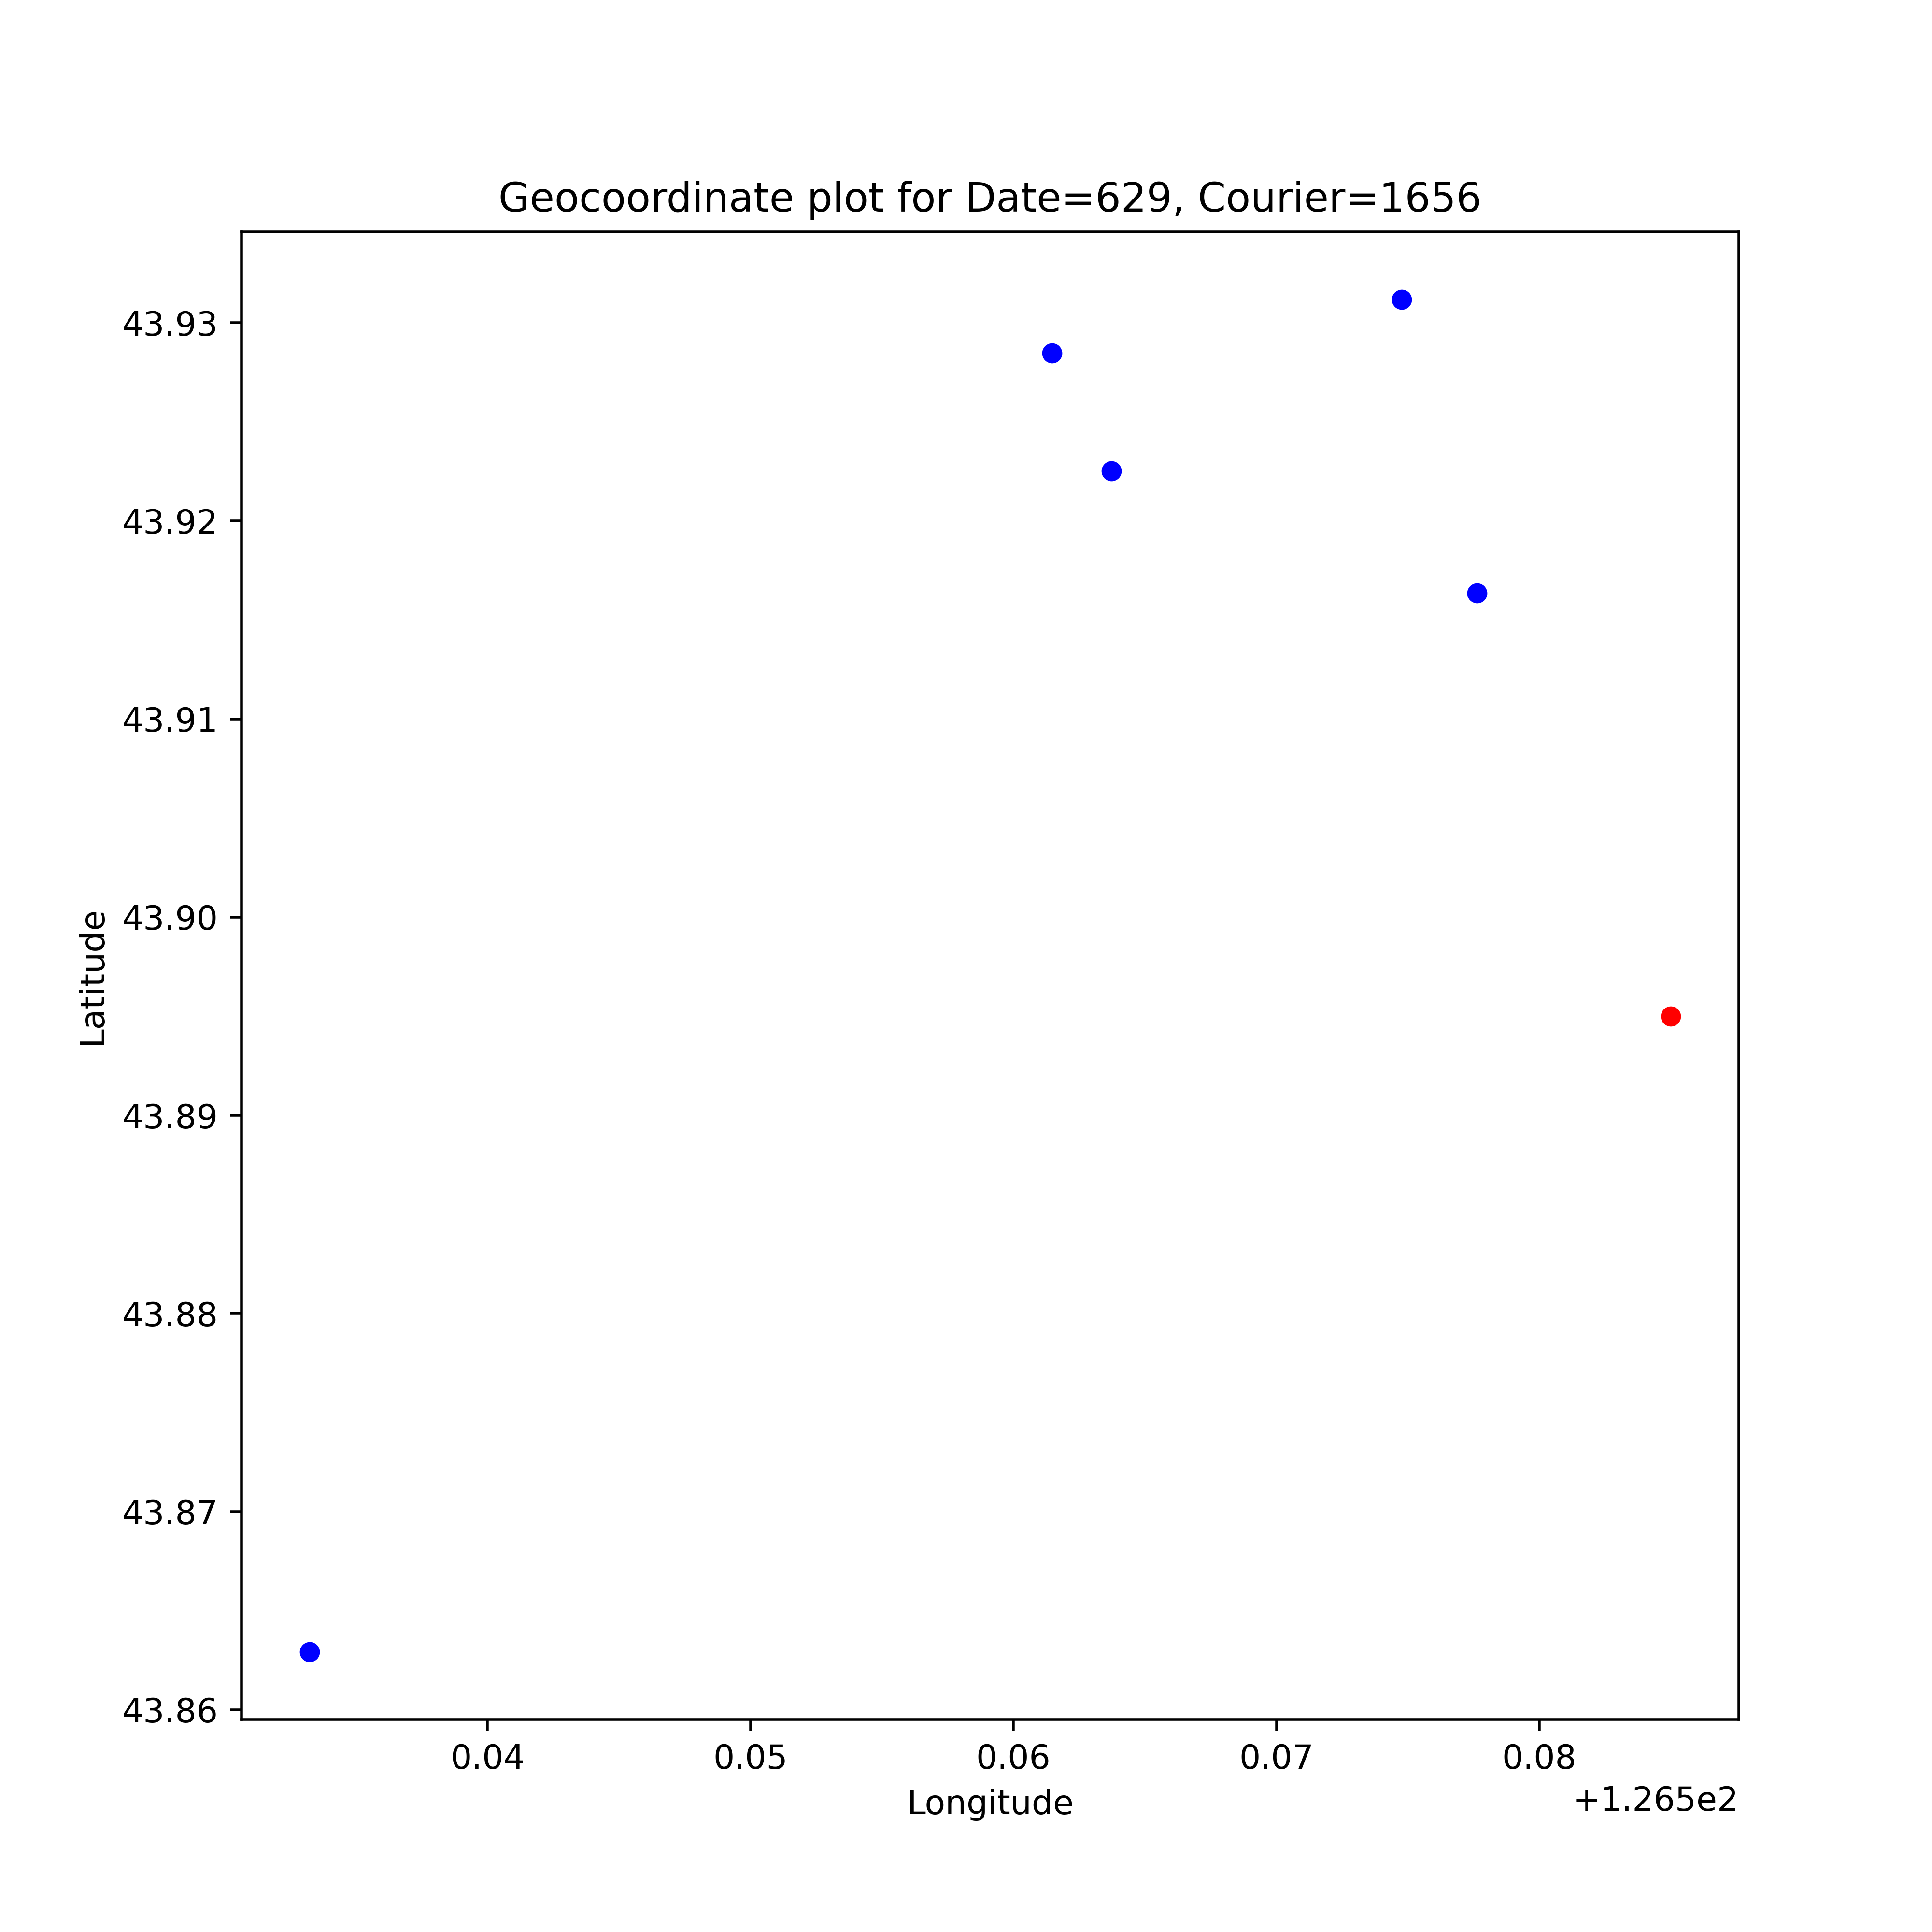 Geocoordinate plot for Date=629, Courier=1656
43.93
43.92
43.91
43.90
43.89
43.88
43.87
43.86
Latitude
0.04 0.05 0.06 0.07 0.08
+1.265e2
Longitude